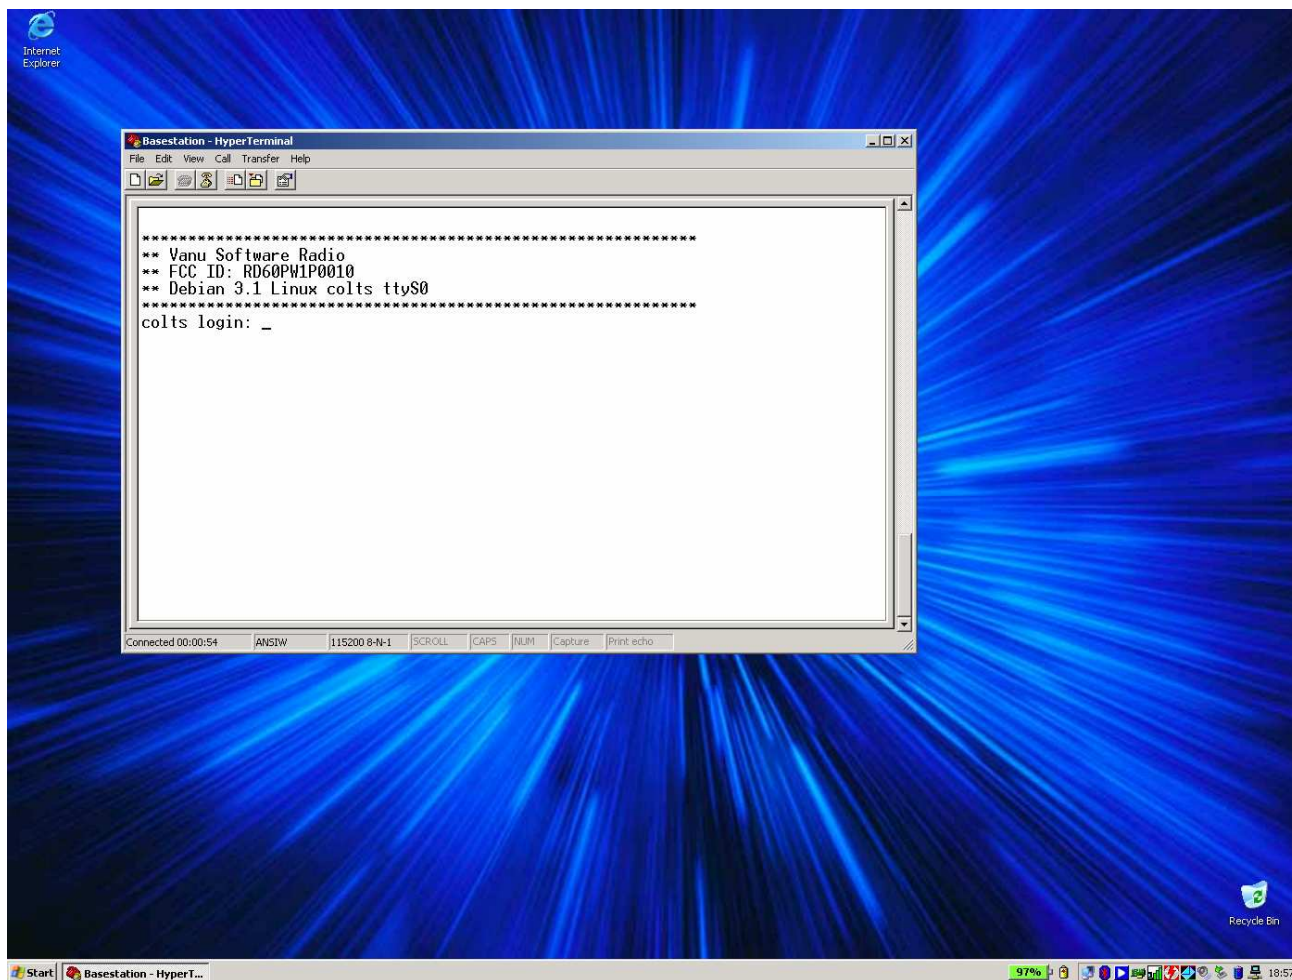 Internet
Explorer
Basestation - HyperTerminal
File Edit View Call Transfer Help
************************************************************
** Vanu Software Radio
** FCC ID: RD60PW1P0010
** Debian 3.1 Linux colts ttyS0
************************************************************
colts login: _
Connected 00:00:54 ANSIW 115200 8-N-1 SCROLL CAPS NUM Capture Print echo
Recycle Bin
Start Basestation - HyperT... 97% 18:57